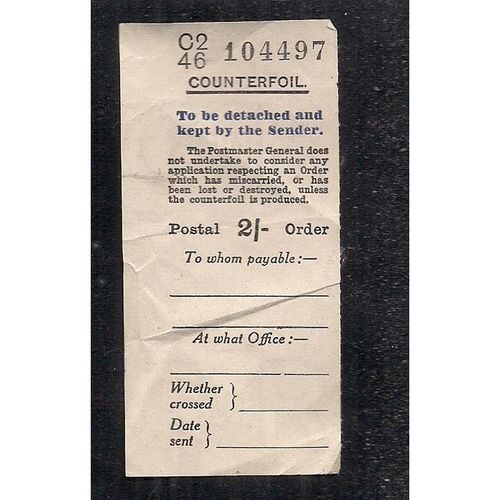 C2
46 104497
COUNTERFOIL.
To be detached and
kept by the Sender.
The Postmaster General does
not undertake to consider any
application respecting an Order
which has miscarried, or has
been lost or destroyed, unless
the counterfoil is produced.
Postal 2/- Order
To whom payable:—
At what Office:—
Whether
crossed }
Date
sent }